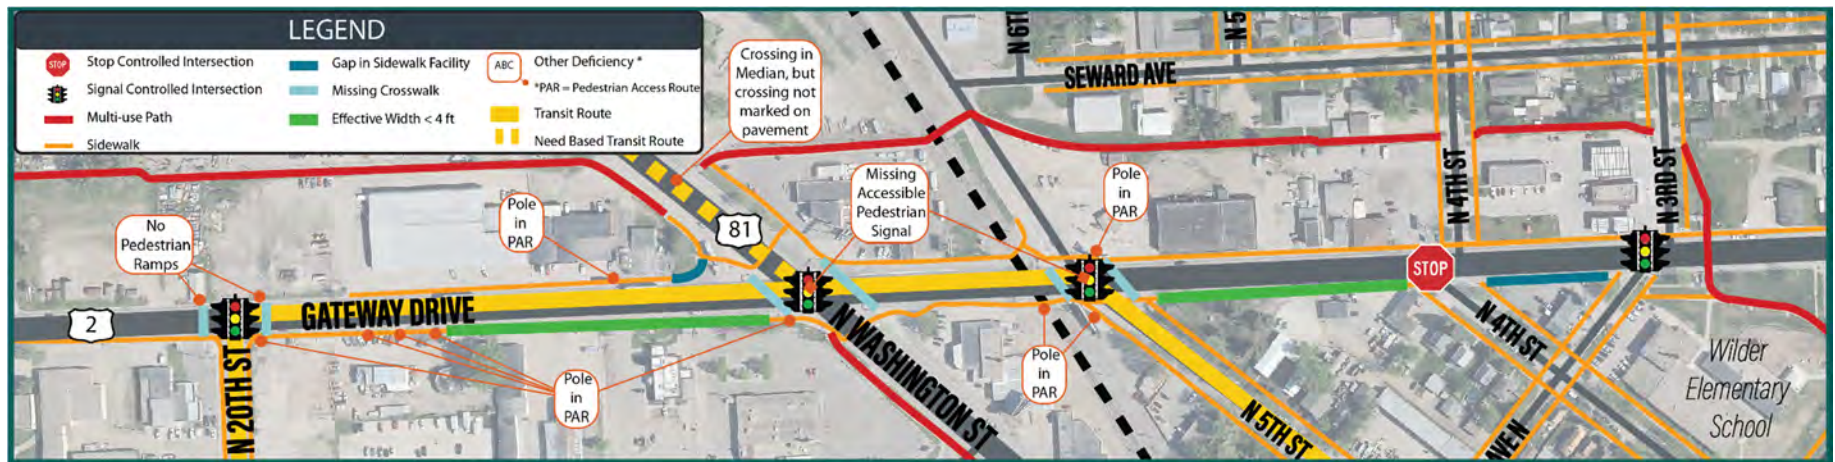 LEGEND
STOP
Stop Controlled Intersection
Signal Controlled Intersection
Multi-use Path
Sidewalk
Gap in Sidewalk Facility
Missing Crosswalk
Effective Width < 4 ft
ABC
Other Deficiency *
*PAR = Pedestrian Access Route
Transit Route
Need Based Transit Route
Crossing in
Median, but
crossing not
marked on
pavement
SEWARD AVE
Missing
Accessible
Pedestrian
Signal
Pole
in
PAR
N 4TH ST
N 3RD ST
No
Pedestrian
Ramps
Pole
in
PAR
81
STOP
2
GATEWAY DRIVE
N 20TH ST
Pole
in
PAR
N WASHINGTON ST
Pole
in
PAR
N 5TH ST
N 4TH ST
AVE N
Wilder
Elementary
School